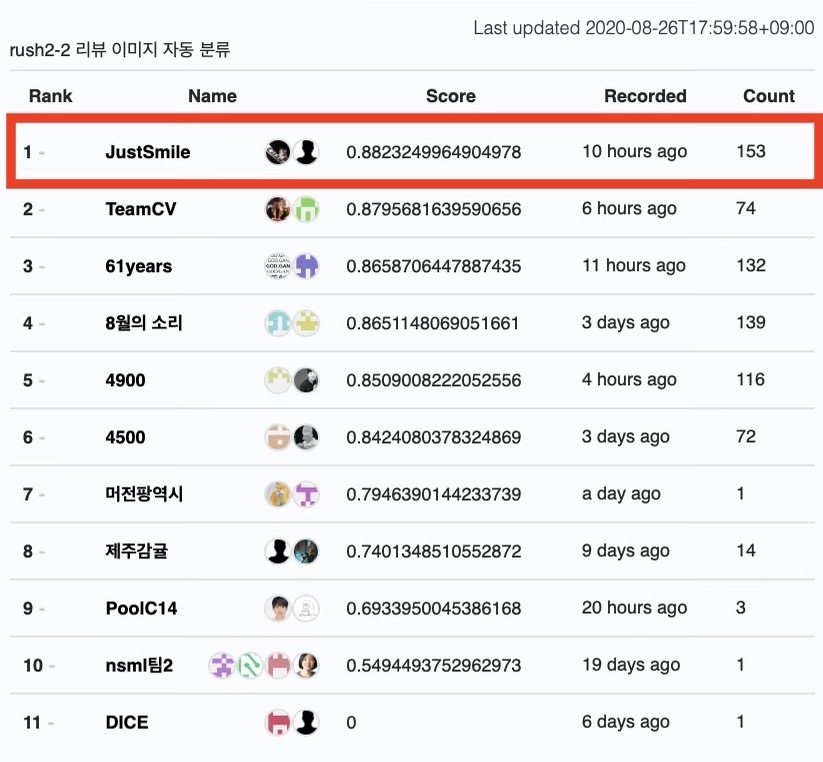 Last updated 2020-08-26T17:59:58+09:00
rush2-2 리뷰 이미지 자동 분류
Rank Name Score Recorded Count
1 - JustSmile 0.8823249964904978 10 hours ago 153
2 - TeamCV 0.8795681639590656 6 hours ago 74
3 - 61years 0.8658706447887435 11 hours ago 132
4 - 8월의 소리 0.8651148069051661 3 days ago 139
5 - 4900 0.8509008222052556 4 hours ago 116
6 - 4500 0.8424080378324869 3 days ago 72
7 - 머전팡역시 0.7946390144233739 a day ago 1
8 - 제주감귤 0.7401348510552872 9 days ago 14
9 - PoolC14 0.6933950045386168 20 hours ago 3
10 - nsml팀2 0.5494493752962973 19 days ago 1
11 - DICE 0 6 days ago 1